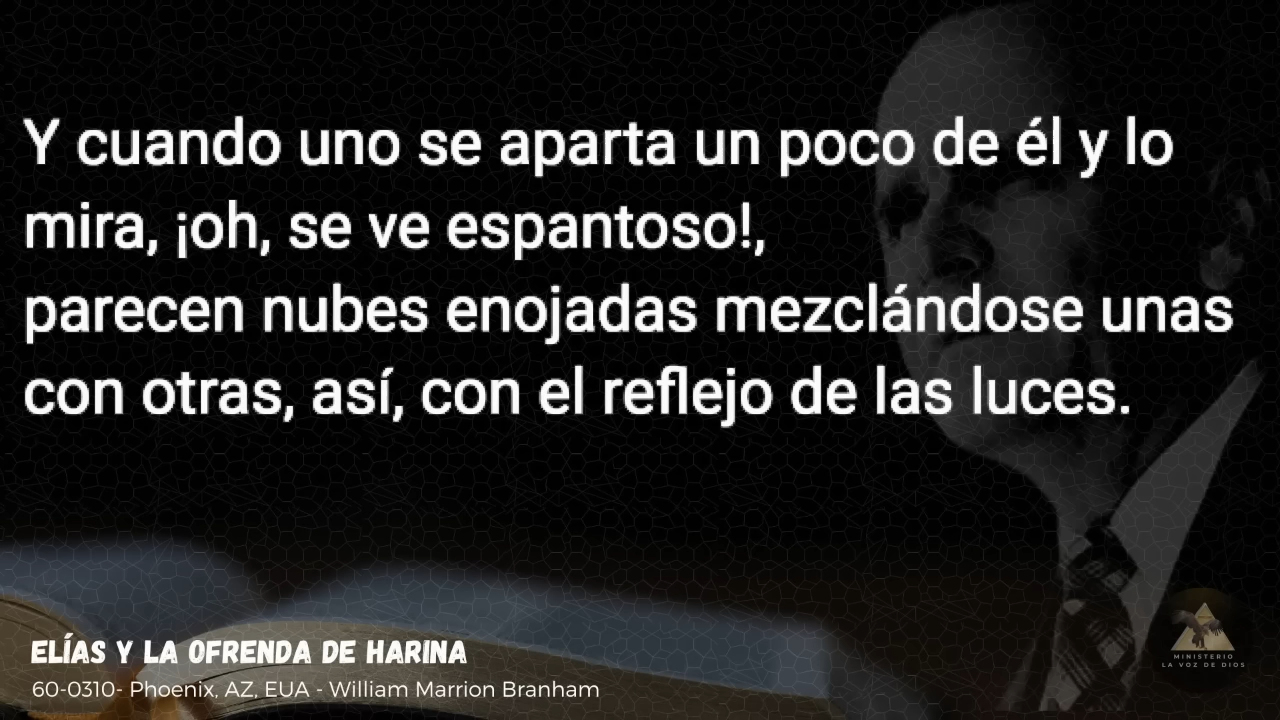 Y cuando uno se aparta un poco de él y lo
mira, ¡oh, se ve espantoso!,
parecen nubes enojadas mezclándose unas
con otras, así, con el reflejo de las luces.
ELÍAS Y LA OFRENDA DE HARINA
60-0310- Phoenix, AZ, EUA - William Marrion Branham
MINISTERIO
LA VOZ DE DIOS